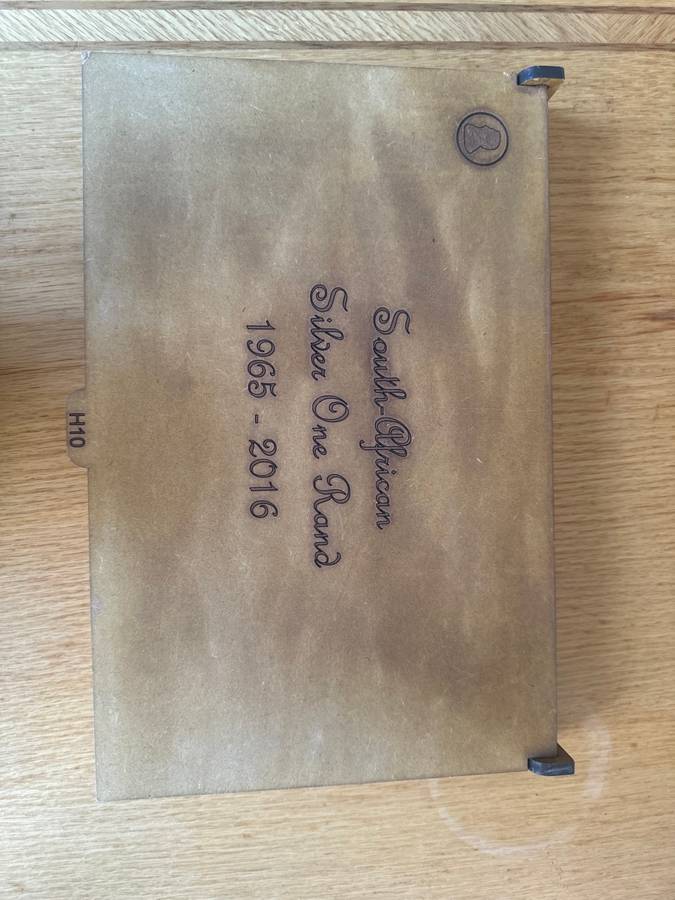 South-African
Silver One Rand
1965 - 2016
H10